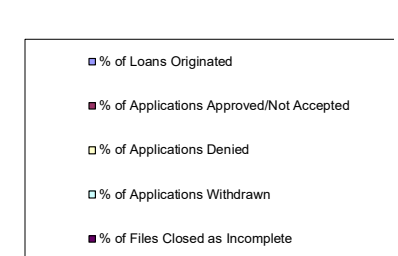 % of Loans Originated
% of Applications Approved/Not Accepted
% of Applications Denied
% of Applications Withdrawn
% of Files Closed as Incomplete